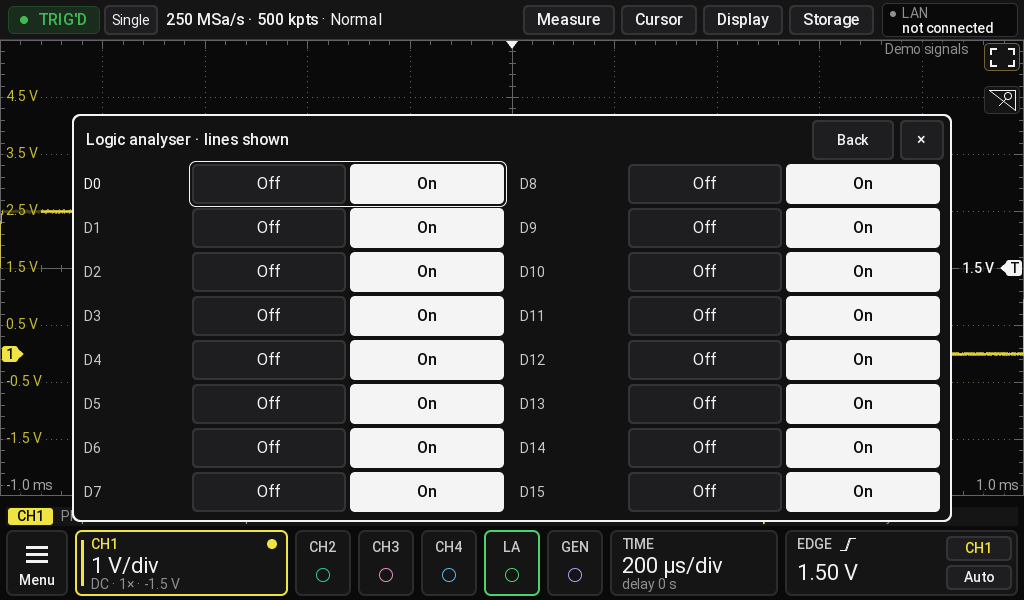 TRIG'D Single 250 MSa/s · 500 kpts · Normal Measure Cursor Display Storage LAN
not connected
Demo signals
4.5 V
3.5 V
2.5 V
1.5 V
0.5 V
1
-0.5 V
-1.5 V
-1.0 ms
Logic analyser · lines shown Back ×
D0 Off On D8 Off On
D1 Off On D9 Off On
D2 Off On D10 Off On
D3 Off On D11 Off On
D4 Off On D12 Off On
D5 Off On D13 Off On
D6 Off On D14 Off On
D7 Off On D15 Off On
1.5 V T
1.0 ms
CH1
Menu
CH1
1 V/div
DC · 1× · -1.5 V
CH2
CH3
CH4
LA
GEN
TIME
200 µs/div
delay 0 s
EDGE
1.50 V
CH1
Auto